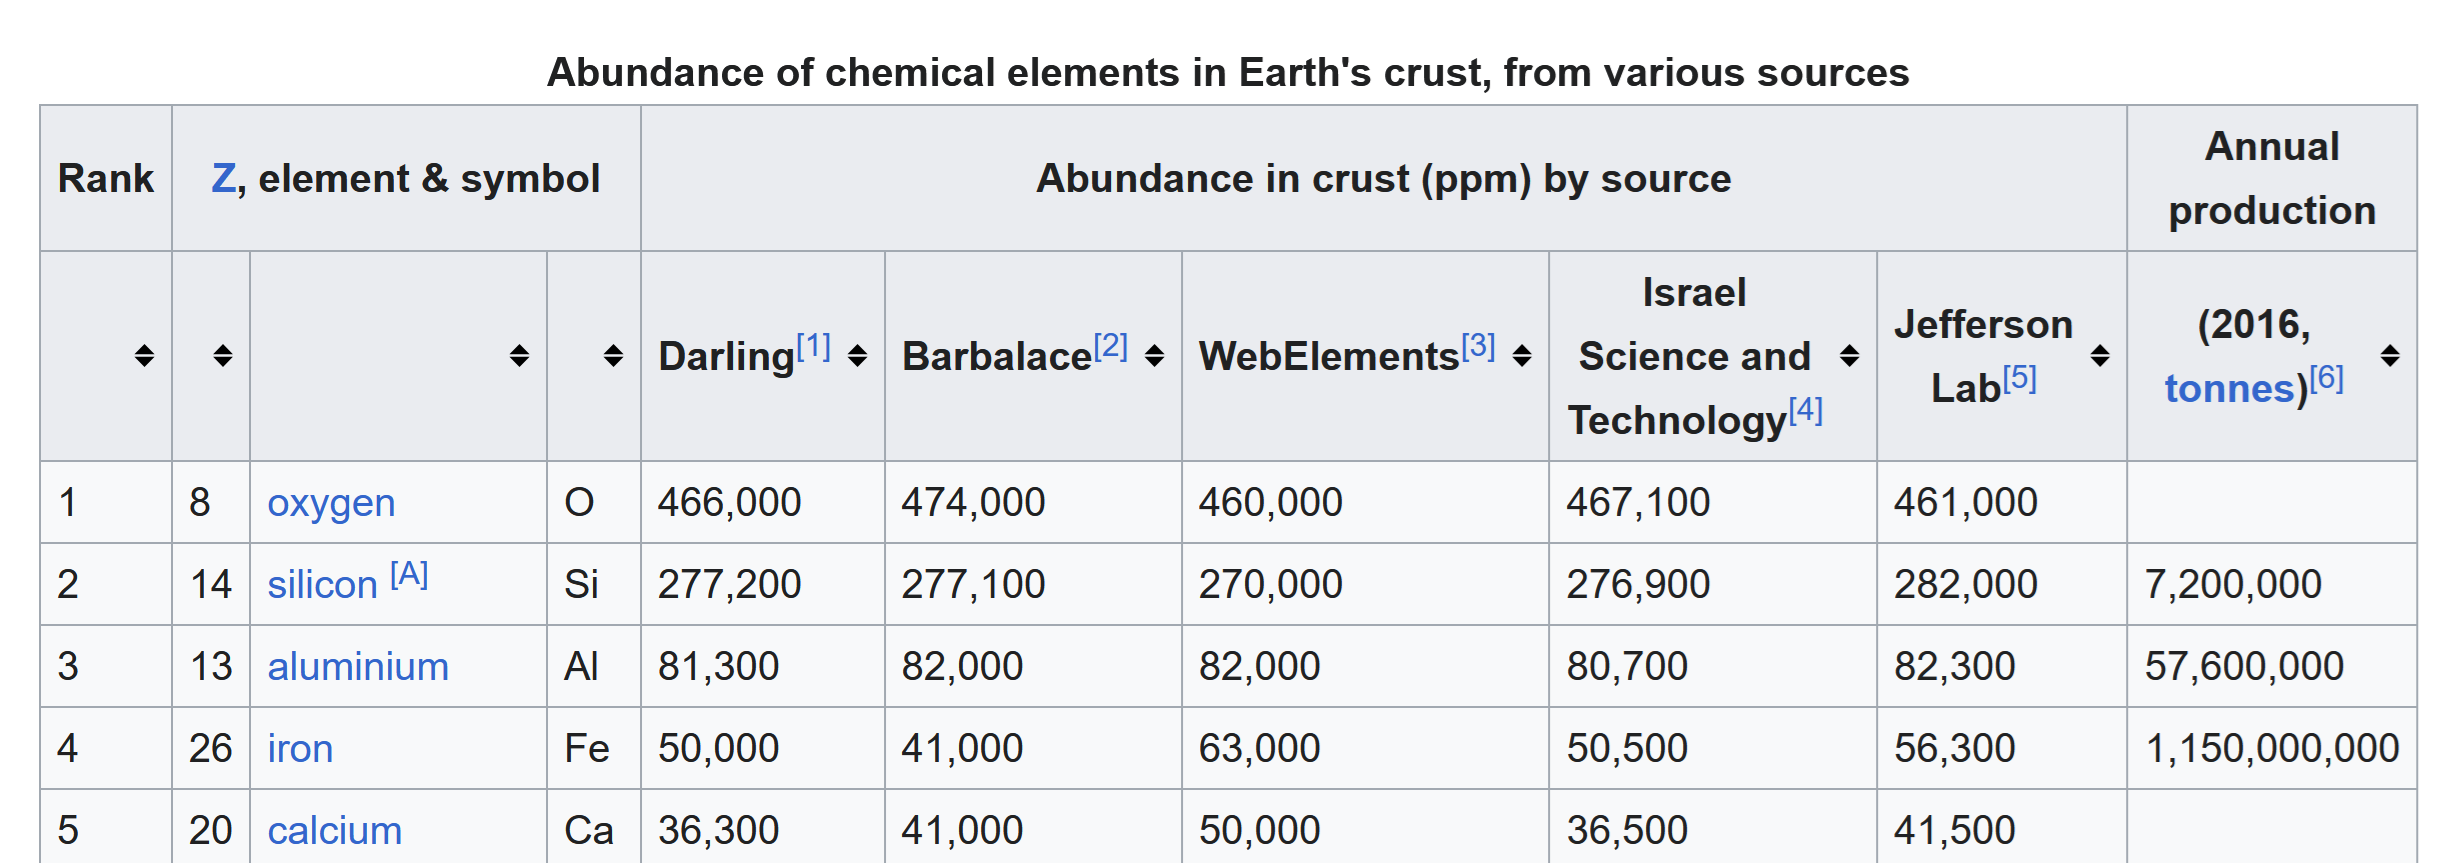 Abundance of chemical elements in Earth's crust, from various sources
Rank Z, element & symbol Abundance in crust (ppm) by source Annual production
Darling[1] Barbalace[2] WebElements[3] Israel Science and Technology[4] Jefferson Lab[5] (2016, tonnes)[6]
1 8 oxygen O 466,000 474,000 460,000 467,100 461,000
2 14 silicon [A] Si 277,200 277,100 270,000 276,900 282,000 7,200,000
3 13 aluminium Al 81,300 82,000 82,000 80,700 82,300 57,600,000
4 26 iron Fe 50,000 41,000 63,000 50,500 56,300 1,150,000,000
5 20 calcium Ca 36,300 41,000 50,000 36,500 41,500